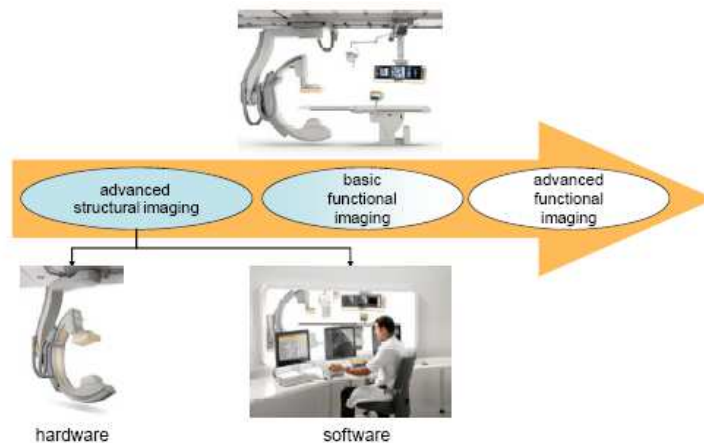 advanced
structural imaging
basic
functional
imaging
advanced
functional
imaging
hardware
software